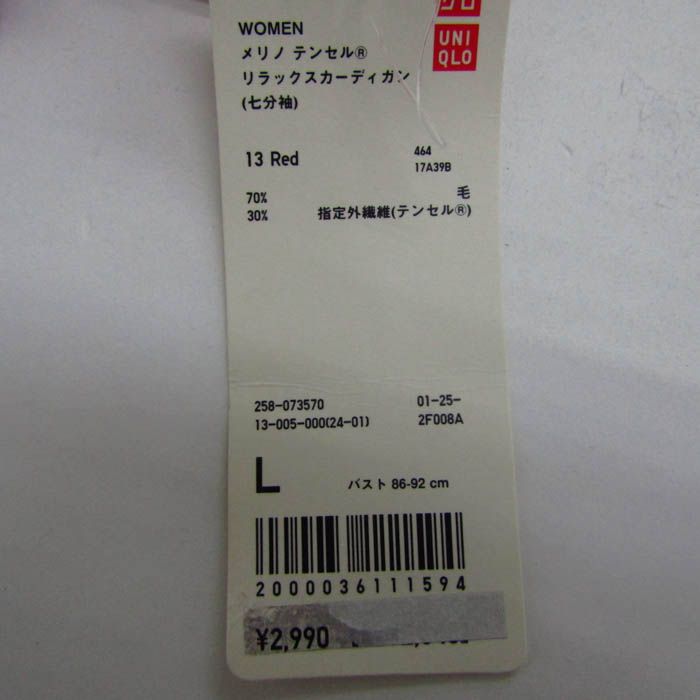 WOMEN
UNI
QLO
メリノ テンセル®
リラックスカーディガン
(七分袖)
13 Red
464
17A39B
70% 毛
30% 指定外繊維(テンセル®)
258-073570 01-25-
13-005-000(24-01) 2F008A
L バスト 86-92 cm
2000036111594
¥2,990